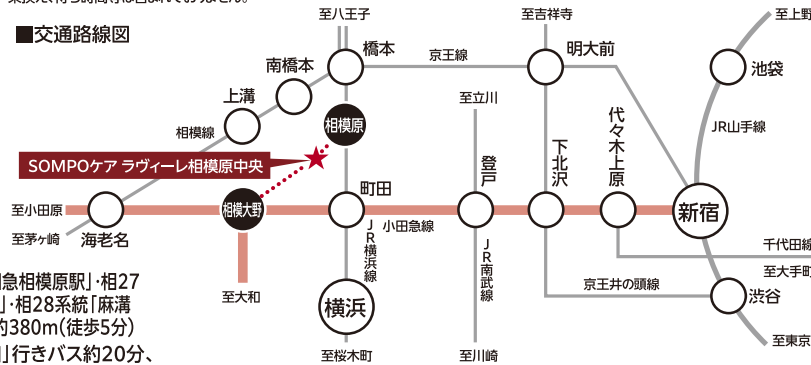 ■交通路線図
至八王子
至吉祥寺
至上野
橋本
京王線
明大前
池袋
南橋本
上溝
相模線
相模原
至立川
代々木上原
JR山手線
SOMPOケア ラヴィーレ相模原中央
登戸
下北沢
町田
至小田原
相模大野
新宿
至茅ヶ崎
海老名
小田急線
JR横浜線
JR南武線
千代田線
至大手町
急相模原駅」・相27
」・相28系統「麻溝
約380m(徒歩5分)
」行きバス約20分、
至大和
横浜
京王井の頭線
渋谷
至桜木町
至川崎
至東京